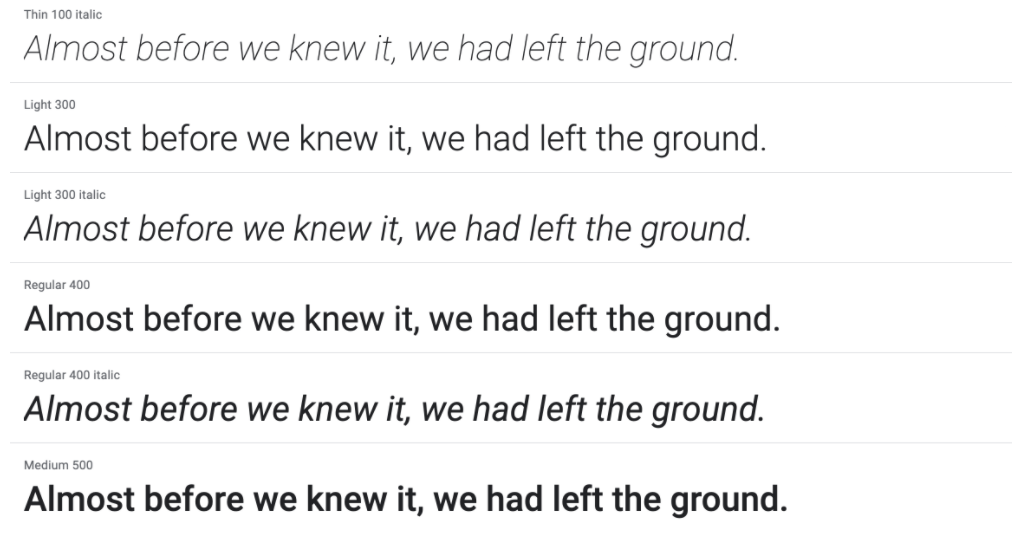 Thin 100 italic
Almost before we knew it, we had left the ground.
Light 300
Almost before we knew it, we had left the ground.
Light 300 italic
Almost before we knew it, we had left the ground.
Regular 400
Almost before we knew it, we had left the ground.
Regular 400 italic
Almost before we knew it, we had left the ground.
Medium 500
Almost before we knew it, we had left the ground.